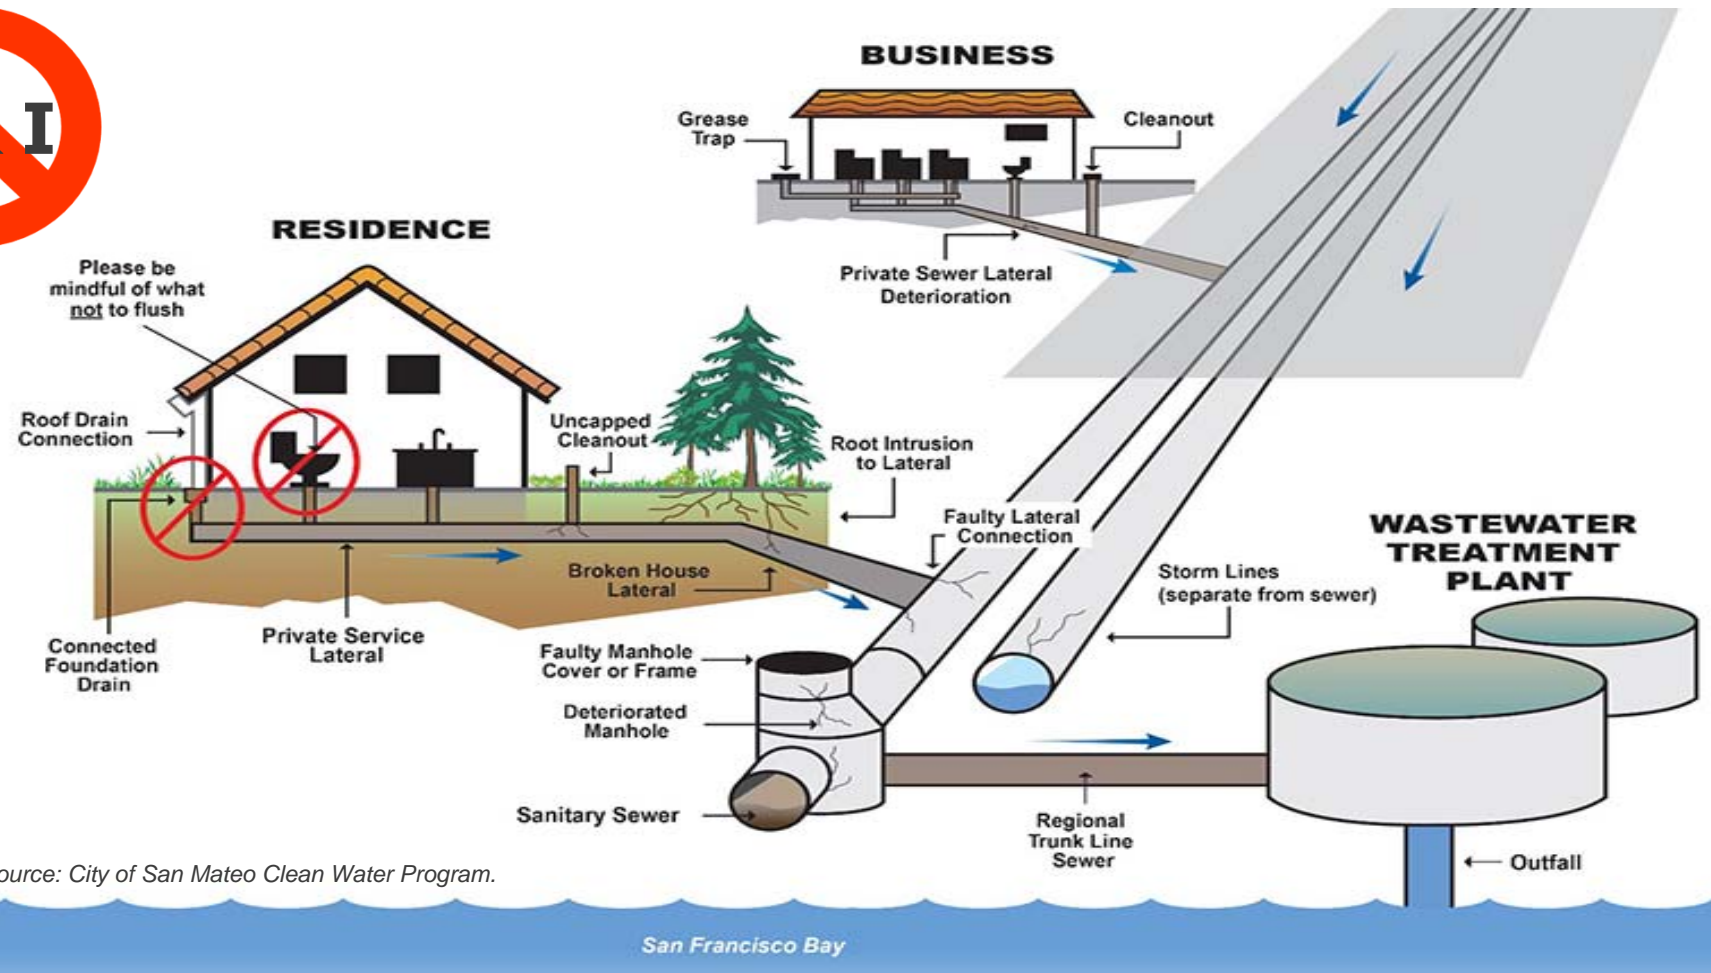 I
BUSINESS
Grease
Trap
Cleanout
Private Sewer Lateral
Deterioration
RESIDENCE
Please be
mindful of what
not to flush
Roof Drain
Connection
Uncapped
Cleanout
Root Intrusion
to Lateral
Faulty Lateral
Connection
WASTEWATER
TREATMENT
PLANT
Storm Lines
(separate from sewer)
Broken House
Lateral
Private Service
Lateral
Connected
Foundation
Drain
Faulty Manhole
Cover or Frame
Deteriorated
Manhole
Sanitary Sewer
Regional
Trunk Line
Sewer
Outfall
ource: City of San Mateo Clean Water Program.
San Francisco Bay